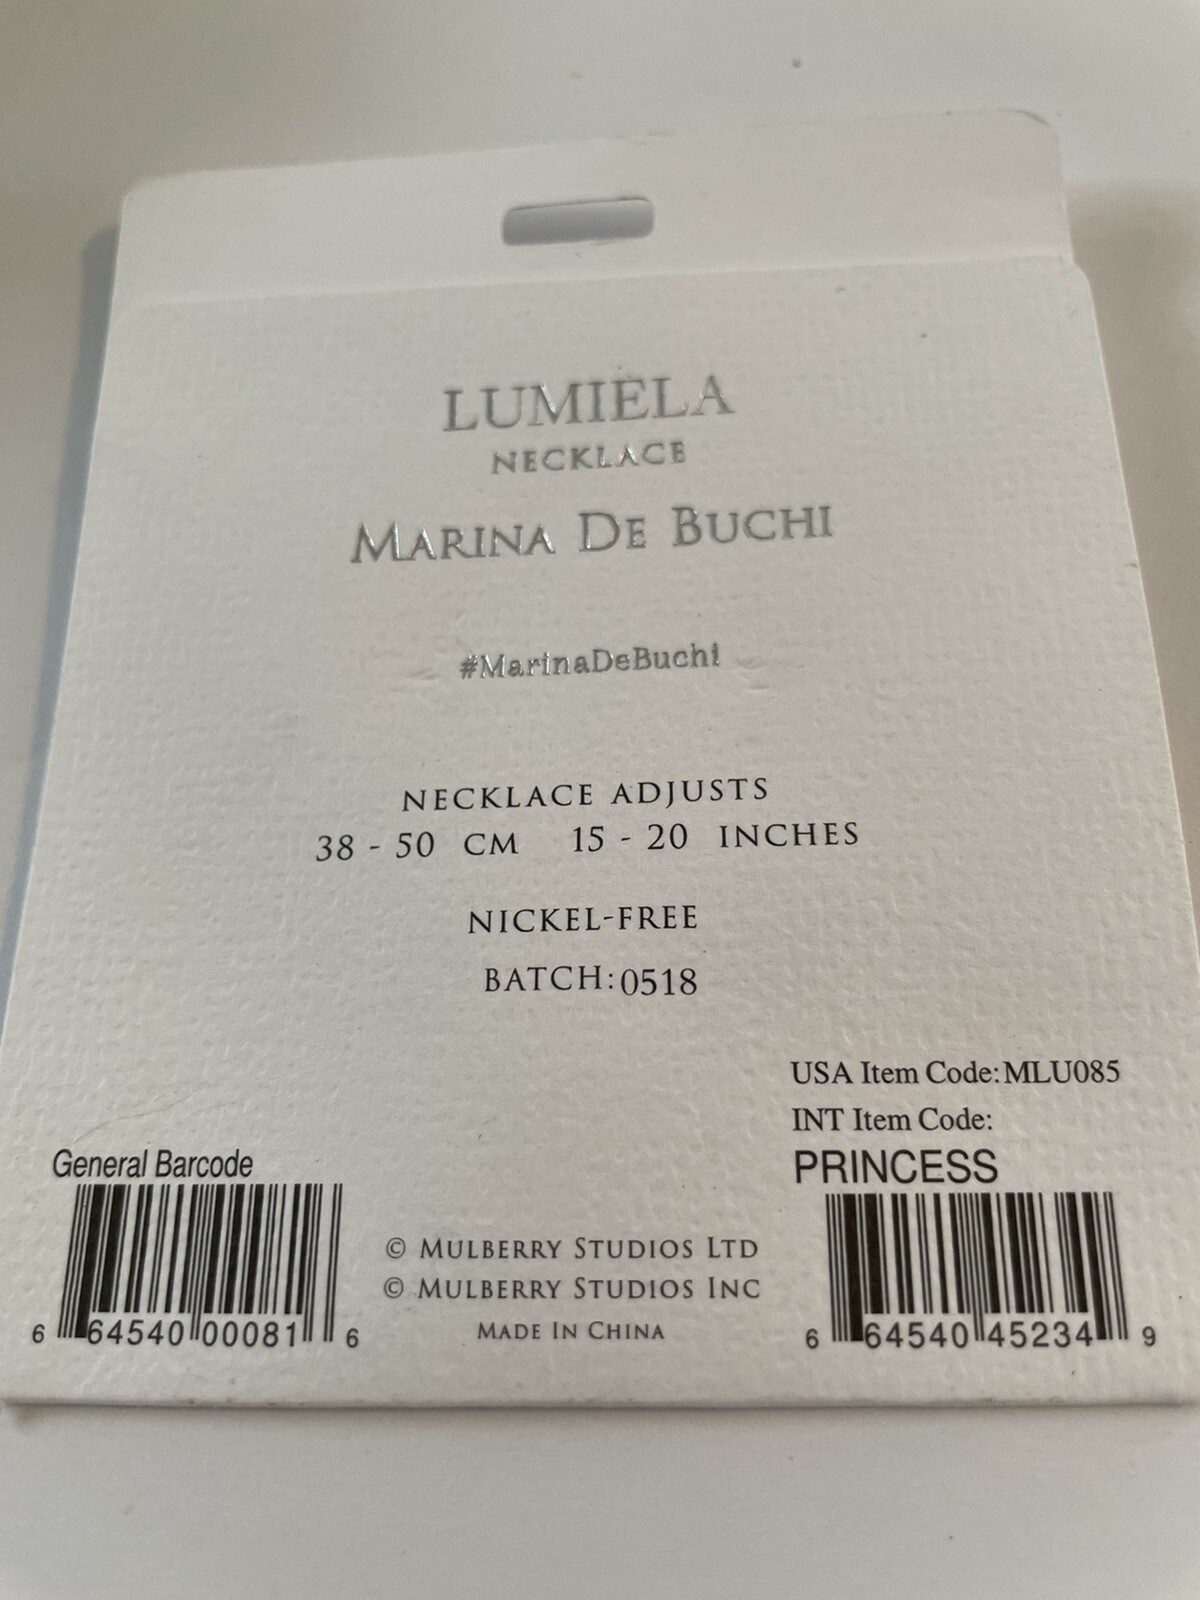 LUMIÈLA
NECKLACE
MARINA DE BUCHI
#MarinaDeBuchi
NECKLACE ADJUSTS
38 - 50 CM 15 - 20 INCHES
NICKEL-FREE
BATCH:0518
USA Item Code:MLU085
INT Item Code:
PRINCESS
6 64540 45234 9
General Barcode
6 64540 00081 6
© MULBERRY STUDIOS LTD
© MULBERRY STUDIOS INC
MADE IN CHINA